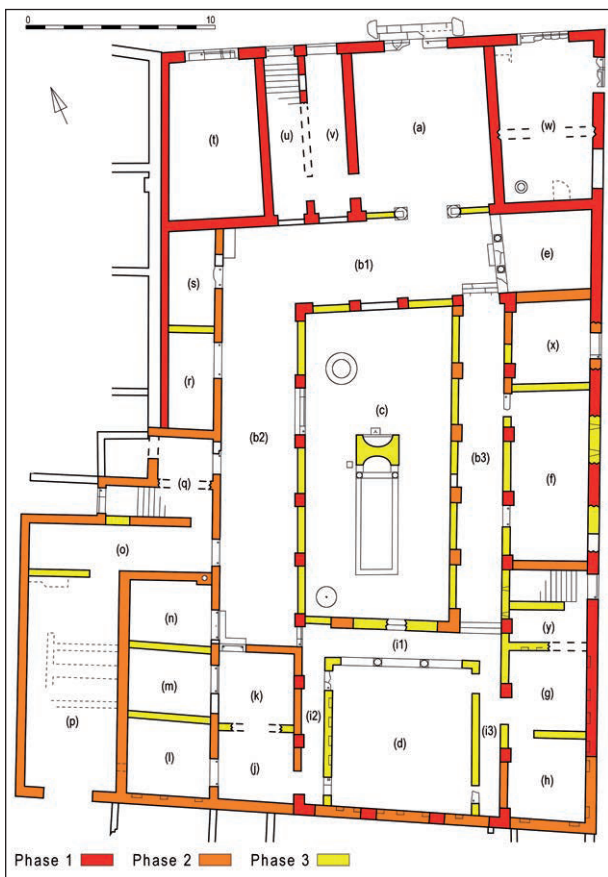 0 10
(t) (u) (v) (a) (w)
(s) (b1) (e)
(r) (c) (x)
(q) (b2) (b3) (f)
(o)
(n) (i1) (y)
(m) (k) (i2) (i3) (g)
(p) (l) (j) (d) (h)
Phase 1 Phase 2 Phase 3